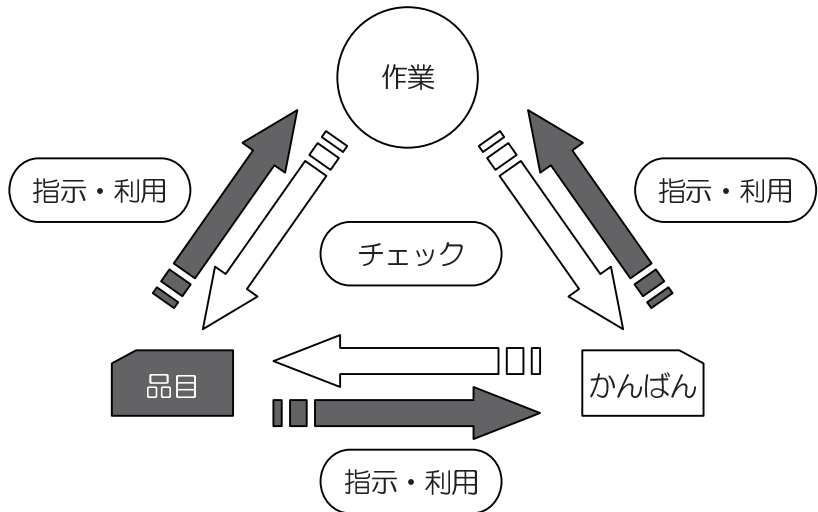 作業
指示・利用
指示・利用
チェック
品目
かんばん
指示・利用